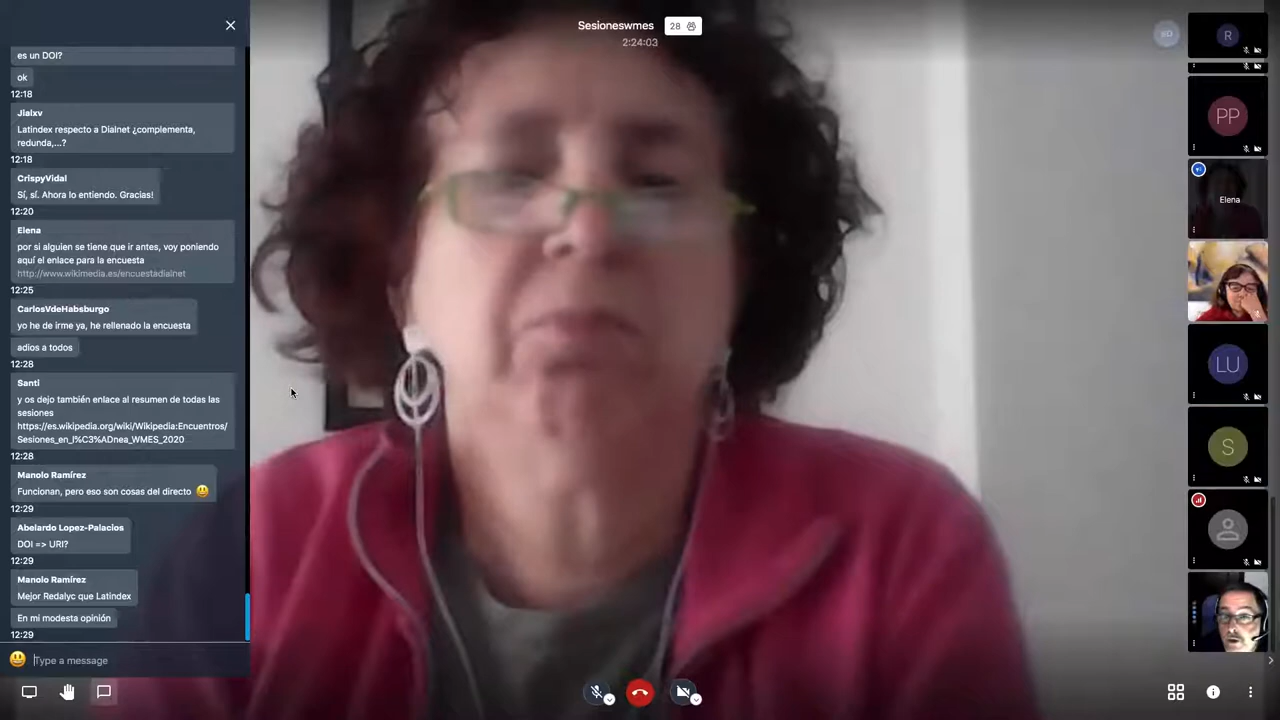 es un DOI?
ok
12:18
Jialxv
Latindex respecto a Dialnet ¿complementa,
redunda,...?
12:18
CrispyVidal
Sí, sí. Ahora lo entiendo. Gracias!
12:20
Elena
por si alguien se tiene que ir antes, voy poniendo
aquí el enlace para la encuesta
http://www.wikimedia.es/encuestadialnet
12:25
CarlosVdeHabsburgo
yo he de irme ya, he rellenado la encuesta
adios a todos
12:28
Santi
y os dejo también enlace al resumen de todas las
sesiones
https://es.wikipedia.org/wiki/Wikipedia:Encuentros/
Sesiones_en_l%C3%ADnea_WMES_2020
12:28
Manolo Ramírez
Funcionan, pero eso son cosas del directo 😃
12:29
Abelardo Lopez-Palacios
DOI => URI?
12:29
Manolo Ramírez
Mejor Redalyc que Latindex
En mi modesta opinión
12:29
Type a message
Sesioneswmes 28
2:24:03
R
PP
Elena
LU
S